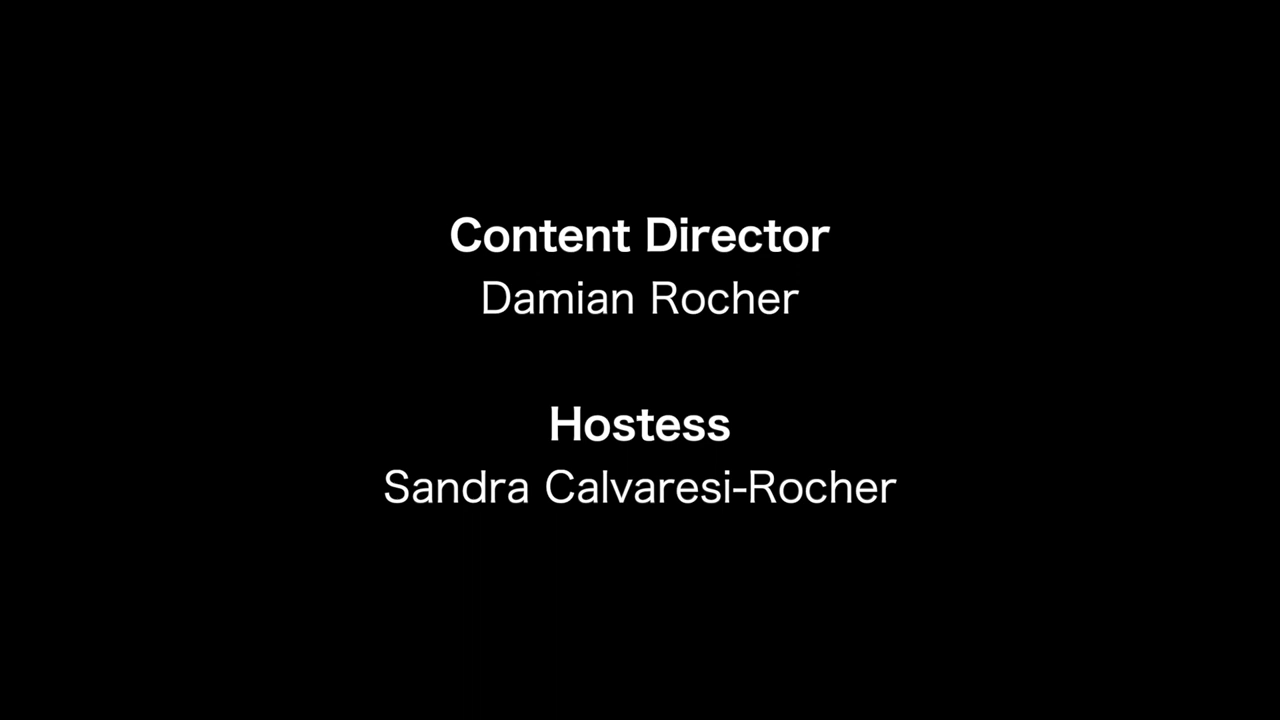 Content Director
Damian Rocher
Hostess
Sandra Calvaresi-Rocher